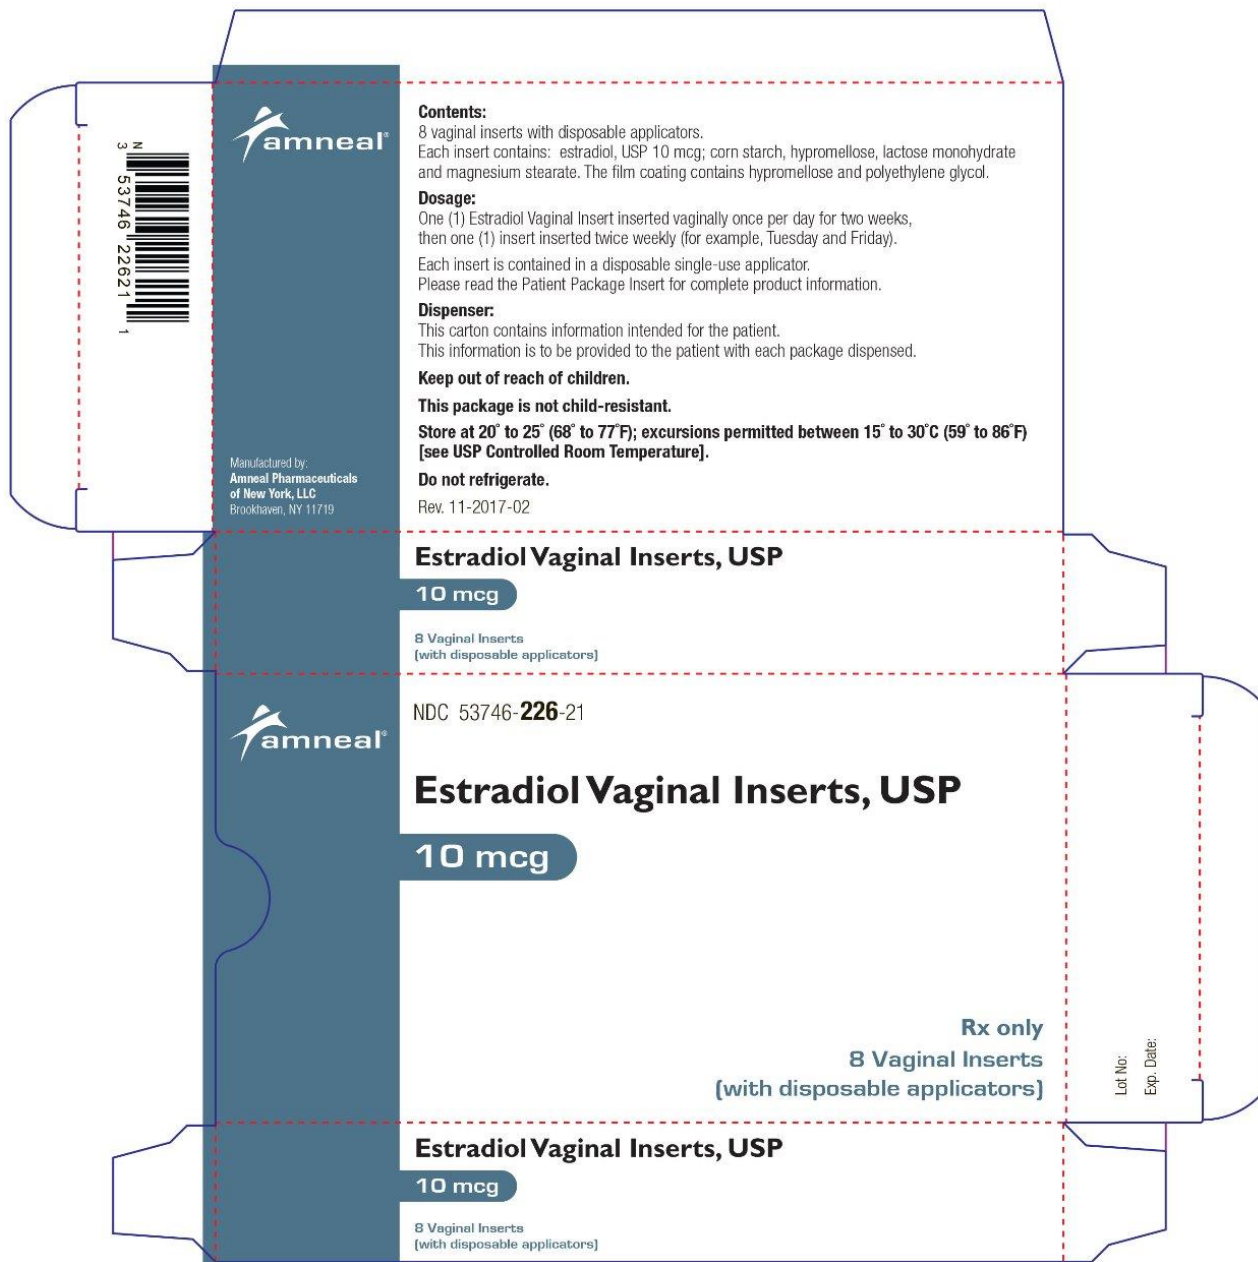 amneal®
Contents:
8 vaginal inserts with disposable applicators.
Each insert contains: estradiol, USP 10 mcg; corn starch, hypromellose, lactose monohydrate
and magnesium stearate. The film coating contains hypromellose and polyethylene glycol.
Dosage:
One (1) Estradiol Vaginal Insert inserted vaginally once per day for two weeks,
then one (1) insert inserted twice weekly (for example, Tuesday and Friday).
Each insert is contained in a disposable single-use applicator.
Please read the Patient Package Insert for complete product information.
Dispenser:
This carton contains information intended for the patient.
This information is to be provided to the patient with each package dispensed.
Keep out of reach of children.
This package is not child-resistant.
Store at 20° to 25° (68° to 77°F); excursions permitted between 15° to 30°C (59° to 86°F)
[see USP Controlled Room Temperature].
Do not refrigerate.
Rev. 11-2017-02
Manufactured by:
Amneal Pharmaceuticals
of New York, LLC
Brookhaven, NY 11719
N
3 53746 22621 1
Estradiol Vaginal Inserts, USP
10 mcg
8 Vaginal Inserts
(with disposable applicators)
amneal®
NDC 53746-226-21
Estradiol Vaginal Inserts, USP
10 mcg
Rx only
8 Vaginal Inserts
(with disposable applicators)
Lot No:
Exp. Date:
Estradiol Vaginal Inserts, USP
10 mcg
8 Vaginal Inserts
(with disposable applicators)